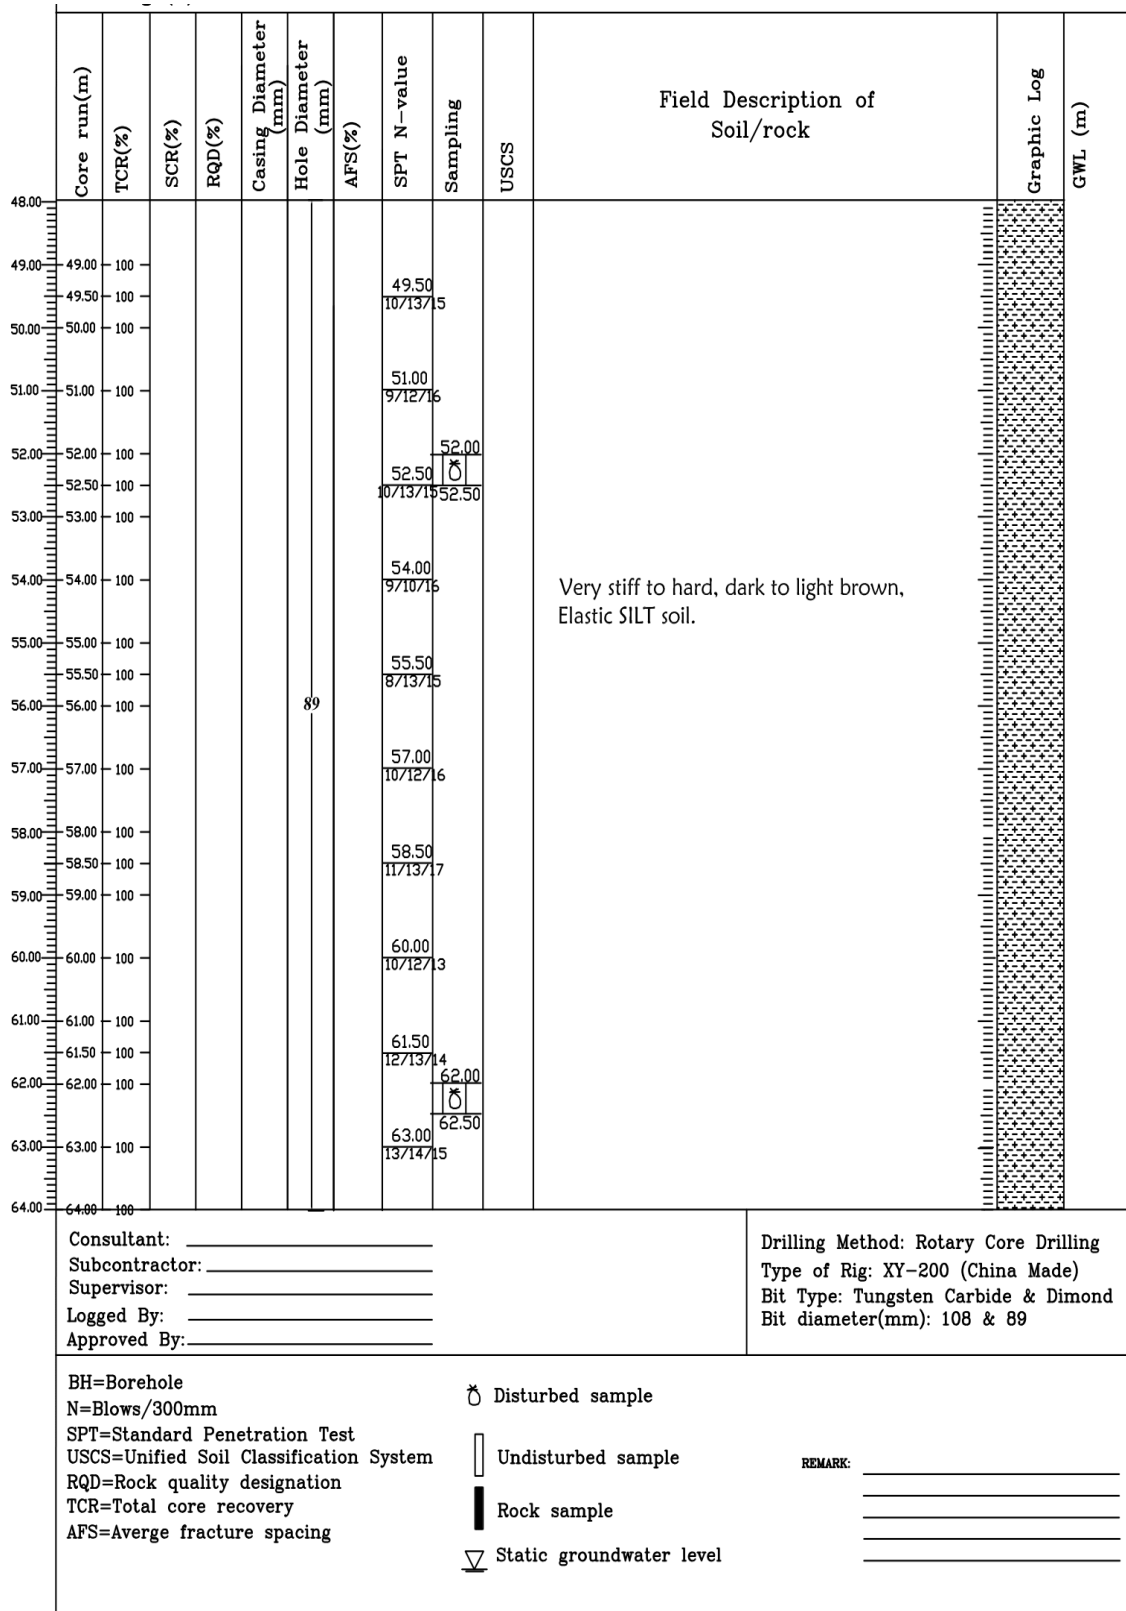 Core run(m)
TCR(%)
SCR(%)
RQD(%)
Casing Diameter
(mm)
Hole Diameter
(mm)
AFS(%)
SPT N-value
Sampling
USCS
Field Description of
Soil/rock
Graphic Log
GWL (m)
48.00
49.00 49.00 100
49.50
49.50 100
10/13/15
50.00 50.00 100
51.00
51.00 51.00 100
9/12/16
52.00
52.00 52.00 100
52.50
52.50 100
10/13/15 52.50
53.00 53.00 100
54.00
54.00 54.00 100
9/10/16
Very stiff to hard, dark to light brown,
Elastic SILT soil.
55.00 55.00 100
55.50
55.50 100
8/13/15
56.00 56.00 100 89
57.00
57.00 57.00 100
10/12/16
58.00 58.00 100
58.50
58.50 100
11/13/17
59.00 59.00 100
60.00
60.00 60.00 100
10/12/13
61.00 61.00 100
61.50
61.50 100
12/13/14
62.00
62.00 62.00 100
62.50
63.00
63.00 63.00 100
13/14/15
64.00 64.00 100
Consultant:
Subcontractor:
Supervisor:
Logged By:
Approved By:
Drilling Method: Rotary Core Drilling
Type of Rig: XY-200 (China Made)
Bit Type: Tungsten Carbide & Dimond
Bit diameter(mm): 108 & 89
BH=Borehole
N=Blows/300mm
SPT=Standard Penetration Test
USCS=Unified Soil Classification System
RQD=Rock quality designation
TCR=Total core recovery
AFS=Averge fracture spacing
Disturbed sample
Undisturbed sample
Rock sample
Static groundwater level
REMARK: